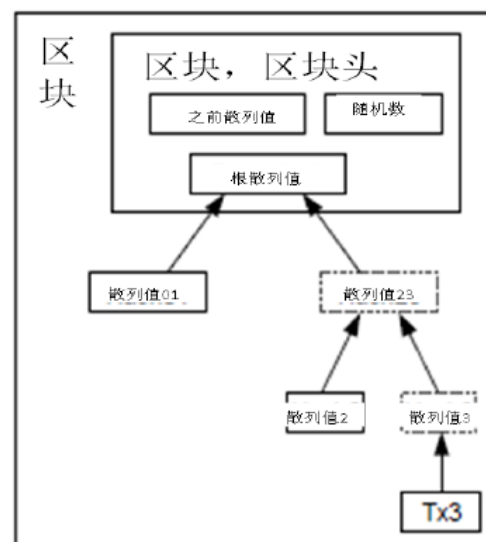 区
块
区块，区块头
之前散列值
随机数
根散列值
散列值01
散列值23
散列值2
散列值3
Tx3